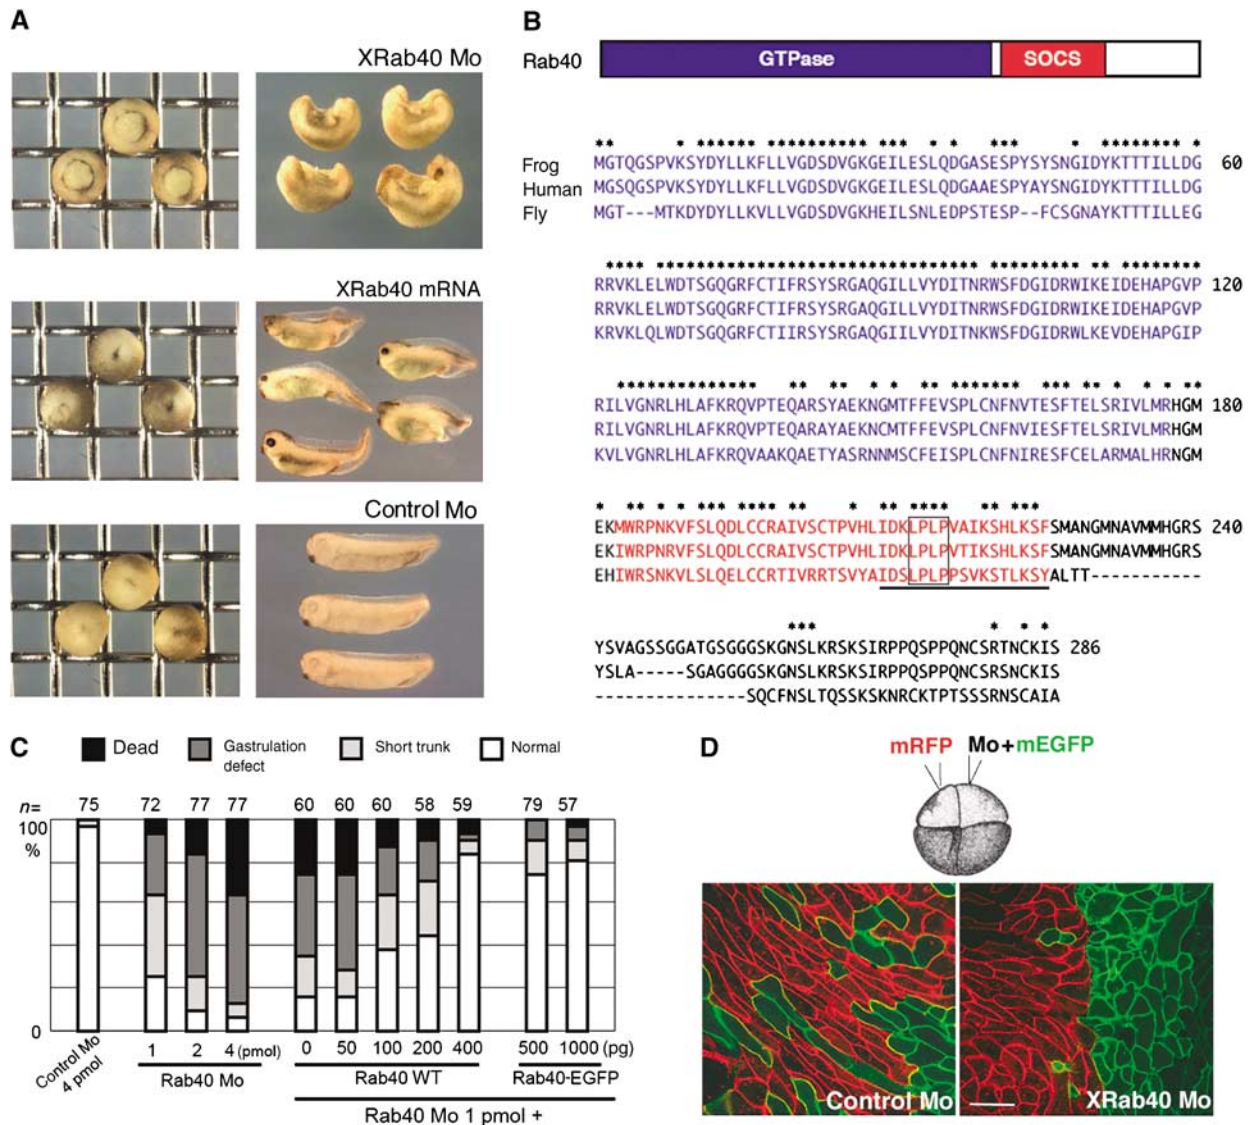 A
XRab40 Mo
XRab40 mRNA
Control Mo
B
Rab40
GTPase
SOCS
Frog MGTQGSPVKSYDYLLKFLLVGDSDVGKGEILESLQDGASESPYSYSNGIDYKTTTILLDG 60
Human MGSQGSPVKSYDYLLKFLLVGDSDVGKGEILESLQDGAAESPYAYSNGIDYKTTTILLDG
Fly MGT---MTKDYDYLLKVLLVGDSDVGKHEILSNLEDPSTESP--FCSGNAYKTTTILLEG
RRVKLELWDTSGQGRFCTIFRSYSRGAQGILLVYDITNRWSFDGIDRWIKEIDEHAPGVP 120
RRVKLELWDTSGQGRFCTIFRSYSRGAQGILLVYDITNRWSFDGIDRWIKEIDEHAPGVP
KRVKLQLWDTSGQGRFCTIIRSYSRGAQGIILVYDITNKWSFDGIDRWLKEVDEHAPGIP
RILVGNRLHLAFKRQVPTEQARSYAEKNGMTFFEVSPLCNFNVTESFTELSRIVLMRHGM 180
RILVGNRLHLAFKRQVPTEQARAYAEKNCMTFFEVSPLCNFNVIESFTELSRIVLMRHGM
KVLVGNRLHLAFKRQVAAKQAETYASRNNMSCFEISPLCNFNIRESFCELARMALHRNGM
EKMWRPNKVFSLQDLCCRAIVSCTPVHLIDKLPLPVAIKSHLKSFSMANGMNAVMMHGRS 240
EKIWRPNRVFSLQDLCCRAIVSCTPVHLIDKLPLPVTIKSHLKSFSMANGMNAVMMHGRS
EHIWRSNKVLSLQELCCRTIVRRTSVYAIDSLPLPPSVKSTLKSYALTT-----------
YSVAGSSGGATGSGGGSKGNSLKRSKSIRPPQSPPQNCSRTNCKIS 286
YSLA-----SGAGGGGSKGNSLKRSKSIRPPQSPPQNCSRSNCKIS
--------------SQCFNSLTQSSKSKNRCKTPTSSSRNSCAIA
C
Dead
Gastrulation defect
Short trunk
Normal
n= 75 72 77 77 60 60 60 58 59 79 57
100
%
0
Control Mo
4 pmol
1 2 4 (pmol)
Rab40 Mo
0 50 100 200 400
Rab40 WT
500 1000 (pg)
Rab40-EGFP
Rab40 Mo 1 pmol +
D
mRFP Mo+mEGFP
Control Mo
XRab40 Mo